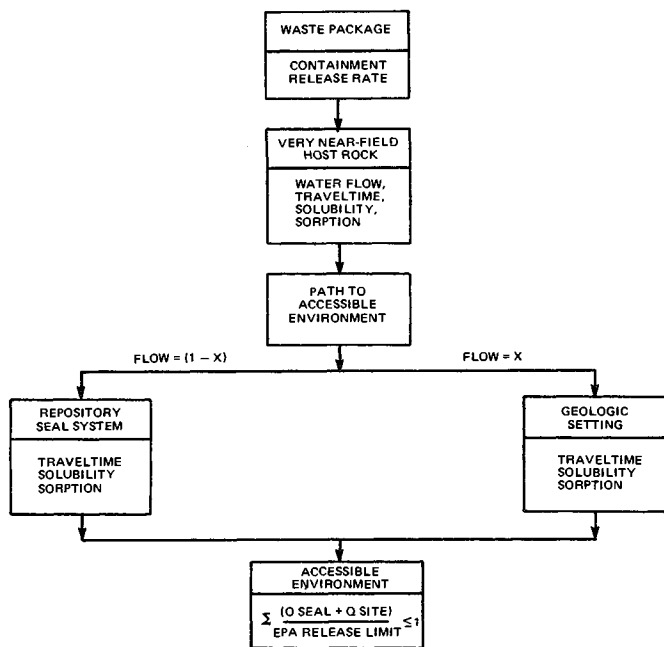 WASTE PACKAGE
CONTAINMENT
RELEASE RATE
VERY NEAR-FIELD
HOST ROCK
WATER FLOW,
TRAVELTIME,
SOLUBILITY,
SORPTION
PATH TO
ACCESSIBLE
ENVIRONMENT
FLOW = (1 – X)
FLOW = X
REPOSITORY
SEAL SYSTEM
TRAVELTIME
SOLUBILITY
SORPTION
GEOLOGIC
SETTING
TRAVELTIME
SOLUBILITY
SORPTION
ACCESSIBLE
ENVIRONMENT
Σ (Q SEAL + Q SITE)
EPA RELEASE LIMIT ≤ 1